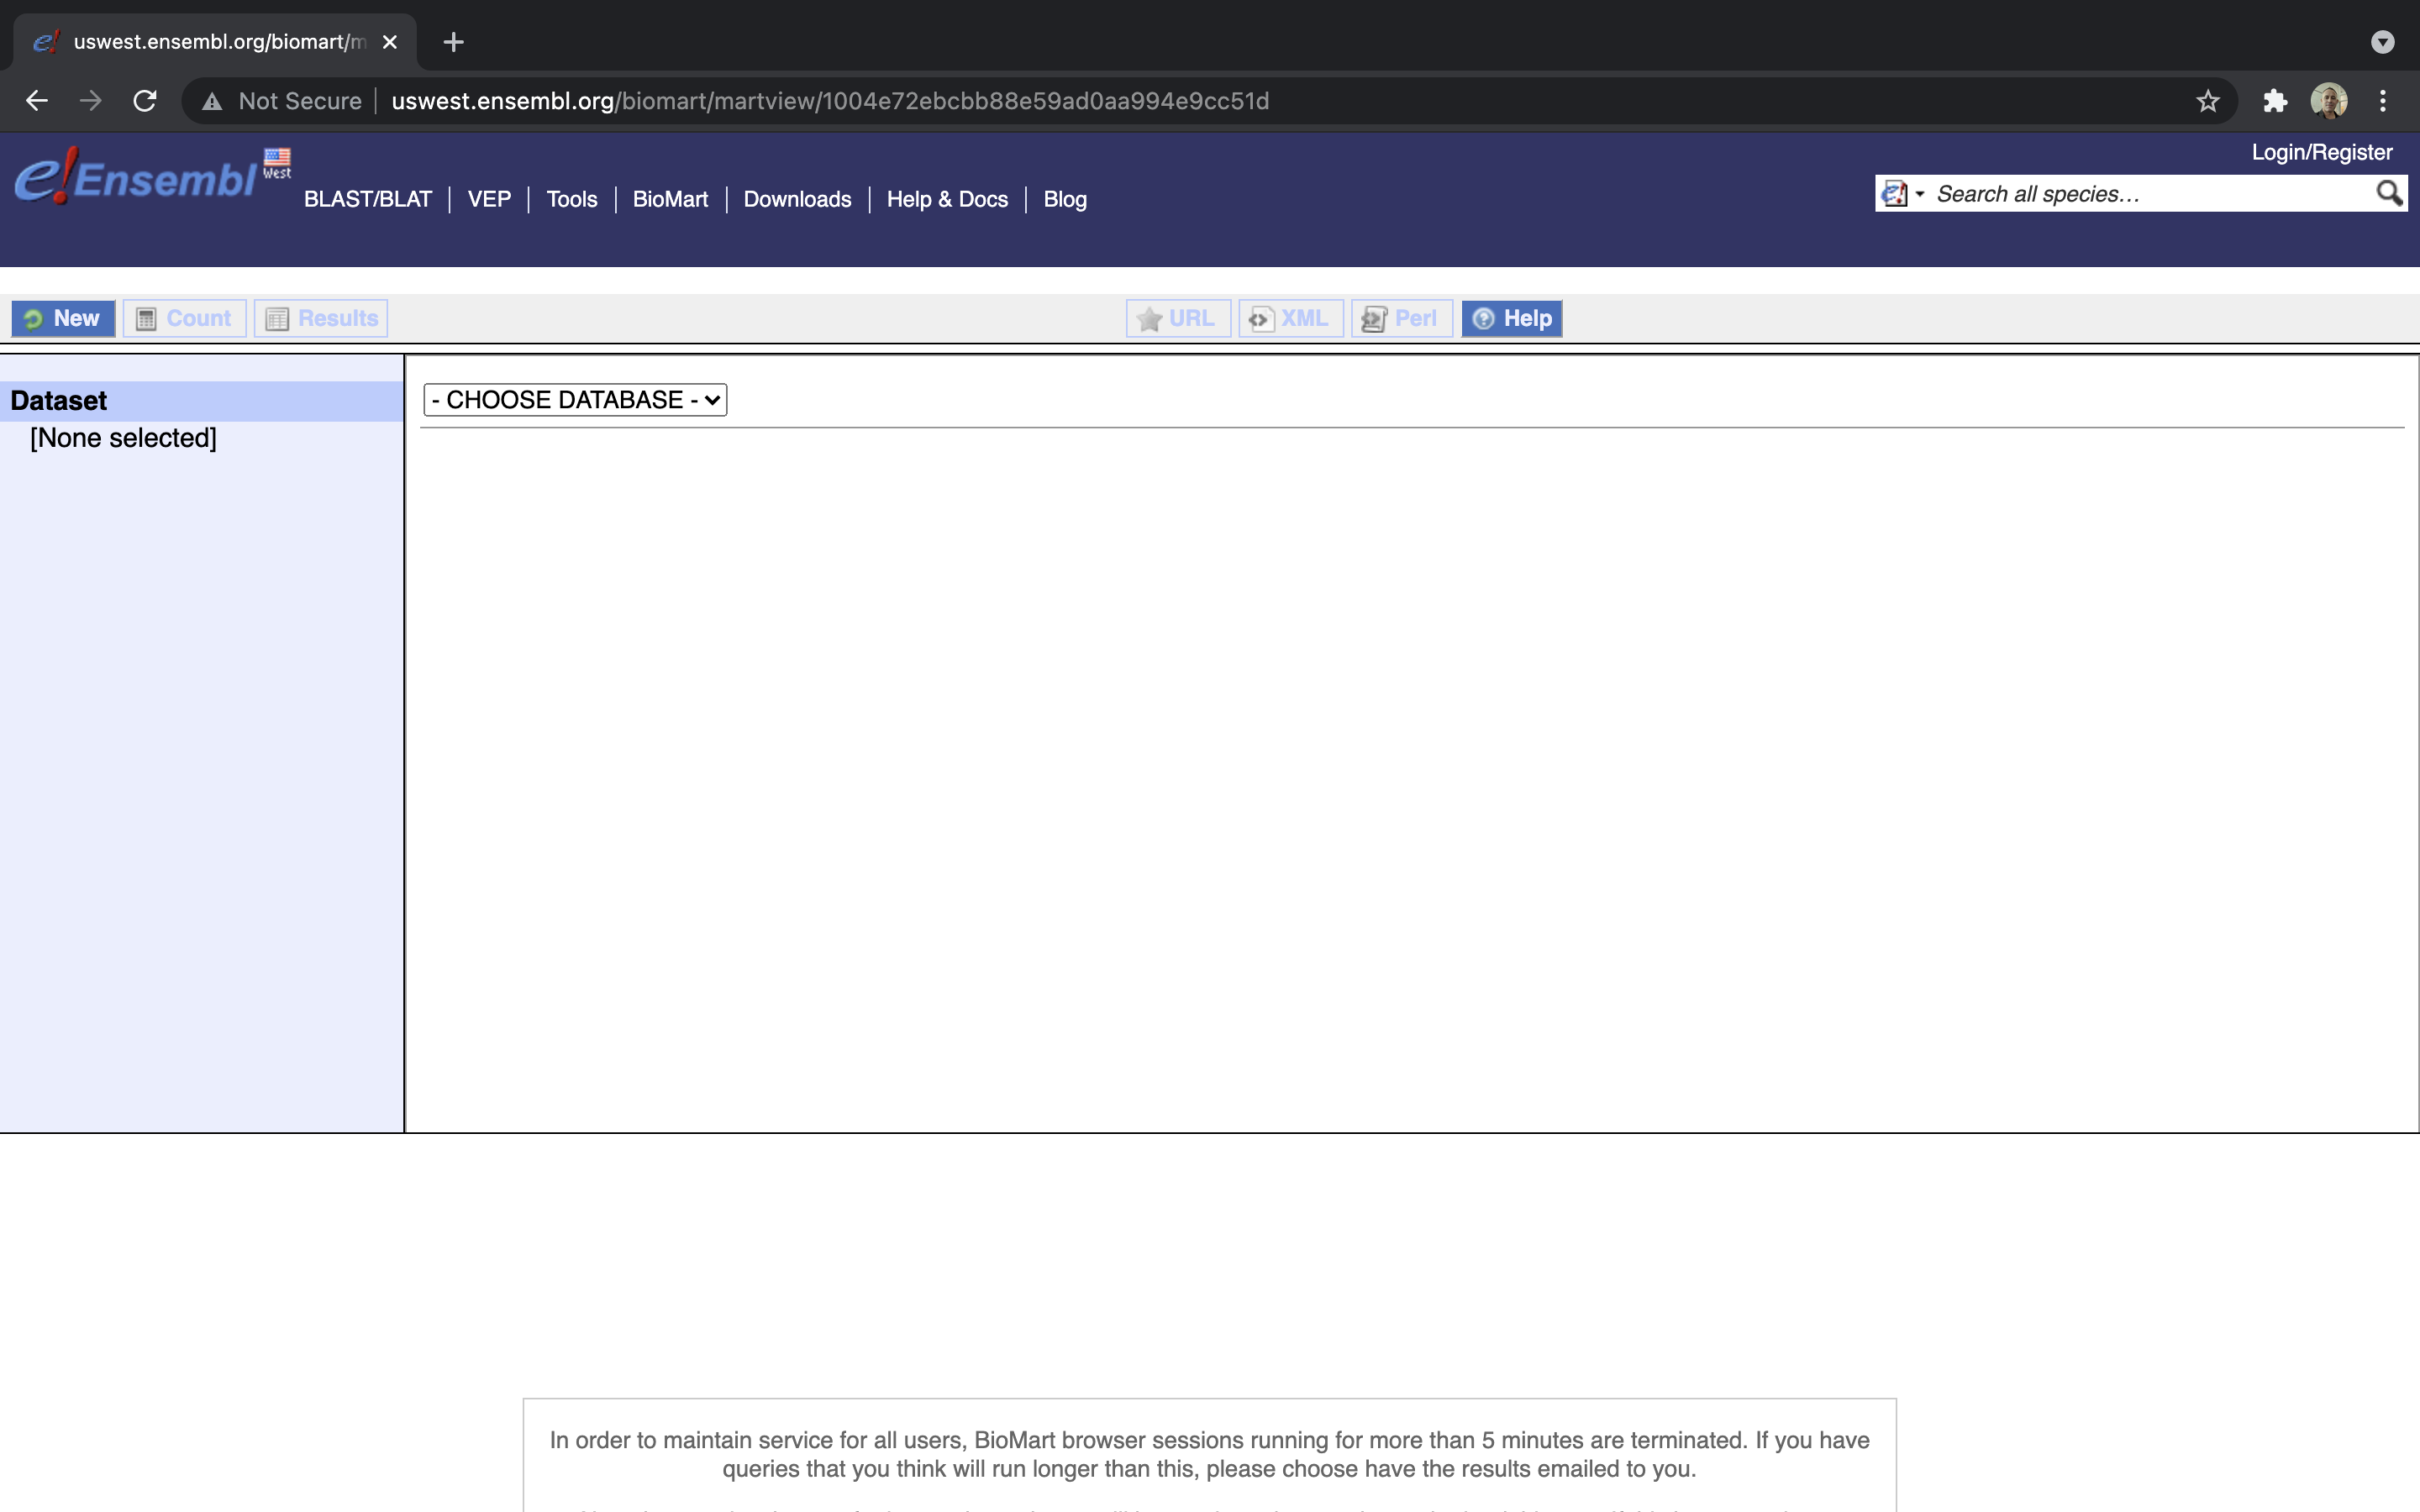 uswest.ensembl.org/biomart/m
Not Secure uswest.ensembl.org/biomart/martview/1004e72ebcbb88e59ad0aa994e9cc51d
Login/Register
e!Ensembl West
BLAST/BLAT VEP Tools BioMart Downloads Help & Docs Blog
e! Search all species...
New Count Results URL XML Perl Help
Dataset
[None selected]
- CHOOSE DATABASE -
In order to maintain service for all users, BioMart browser sessions running for more than 5 minutes are terminated. If you have
queries that you think will run longer than this, please choose have the results emailed to you.